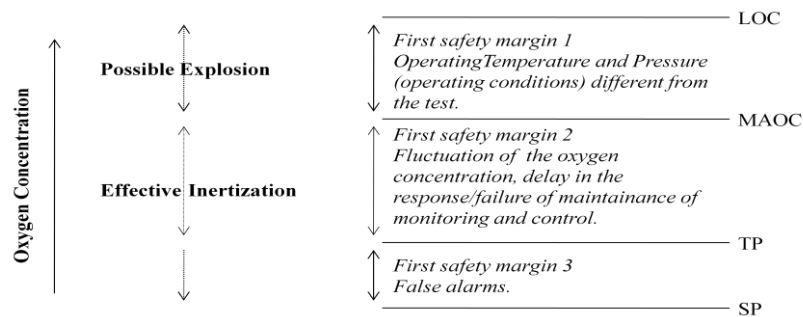 LOC
First safety margin 1
OperatingTemperature and Pressure
(operating conditions) different from
the test.
Possible Explosion
MAOC
First safety margin 2
Fluctuation of the oxygen
concentration, delay in the
response/failure of maintainance of
monitoring and control.
Effective Inertization
TP
First safety margin 3
False alarms.
SP
Oxygen Concentration